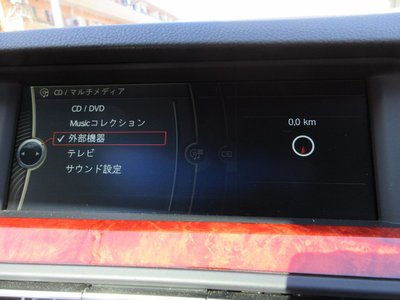 CD / マルチメディア
CD / DVD
Musicコレクション
外部機器
テレビ
サウンド設定
0.0 km